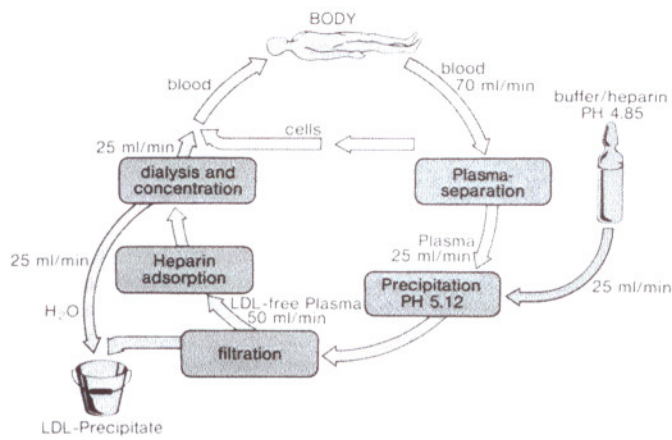 BODY
blood
blood
70 ml/min
buffer/heparin
PH 4.85
cells
25 ml/min
dialysis and
concentration
Plasma-
separation
Plasma
25 ml/min
25 ml/min
Heparin
adsorption
Precipitation
PH 5.12
25 ml/min
LDL-free Plasma
50 ml/min
H₂O
filtration
LDL-Precipitate